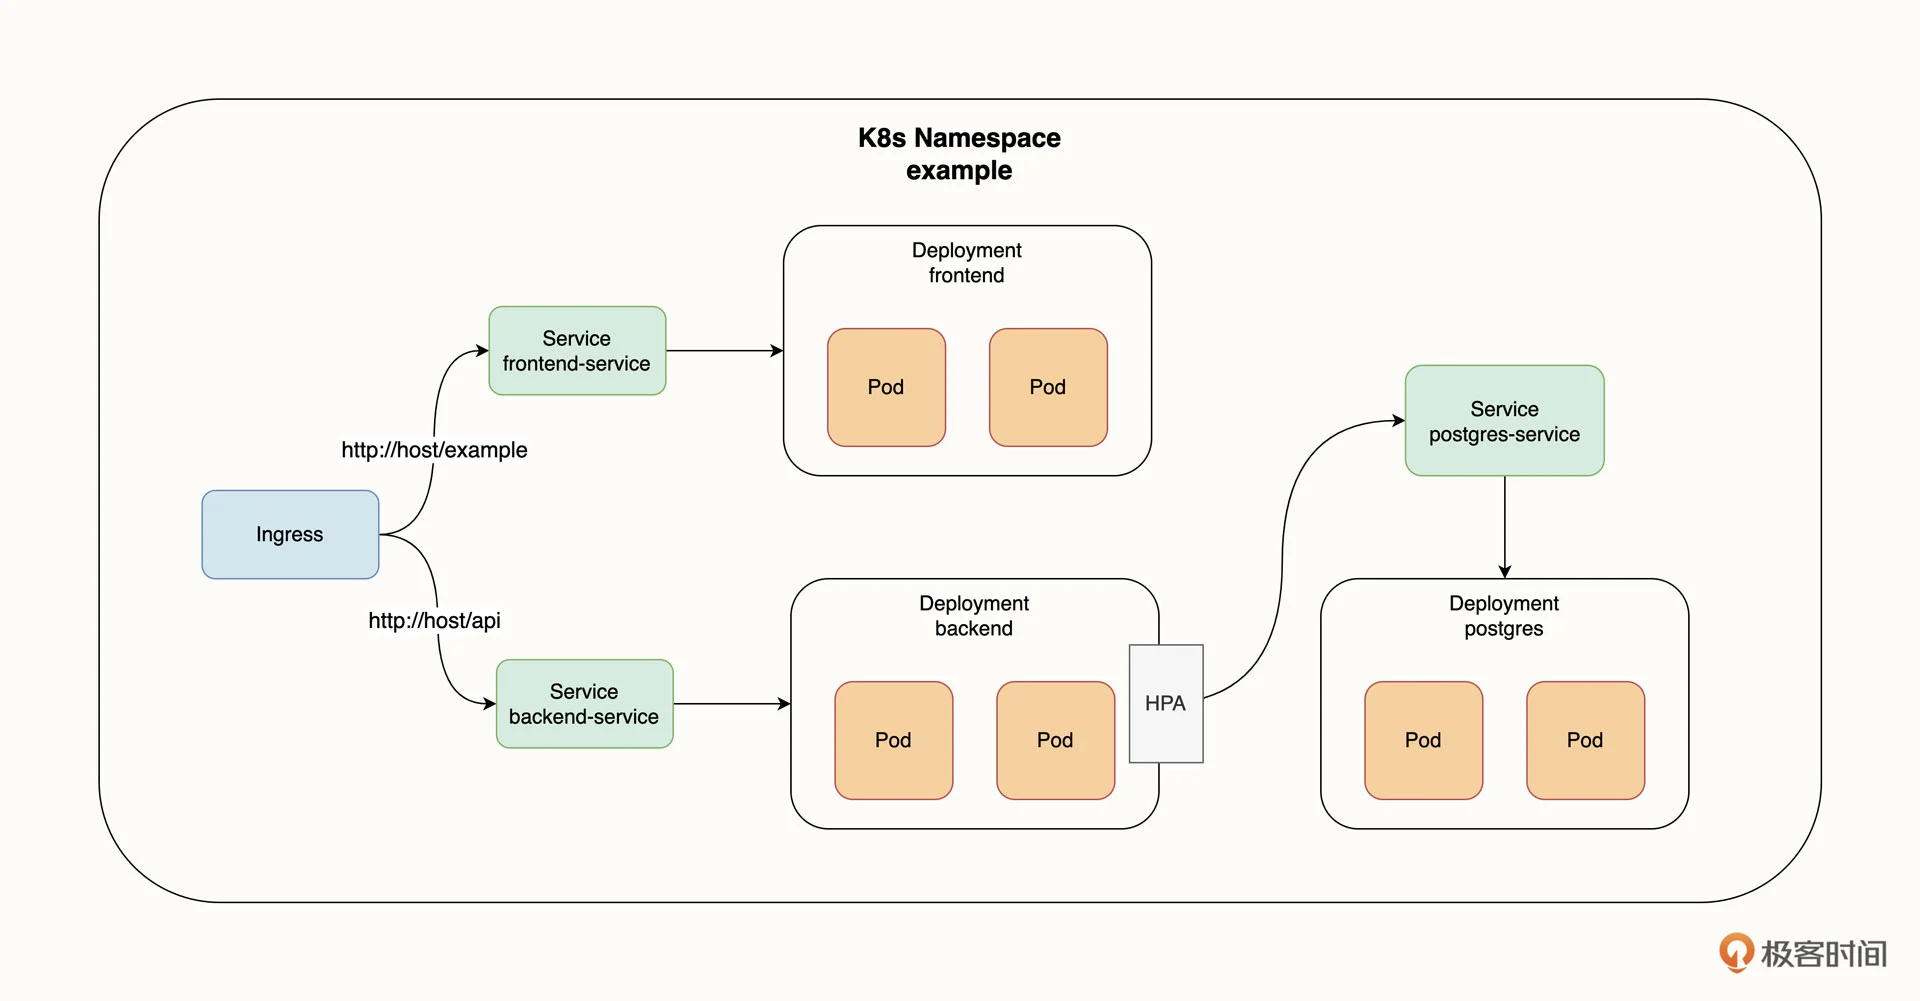 K8s Namespace
example
Deployment
frontend
Service
frontend-service
Pod
Pod
http://host/example
Service
postgres-service
Ingress
http://host/api
Deployment
backend
Deployment
postgres
Service
backend-service
HPA
Pod
Pod
Pod
Pod
极客时间